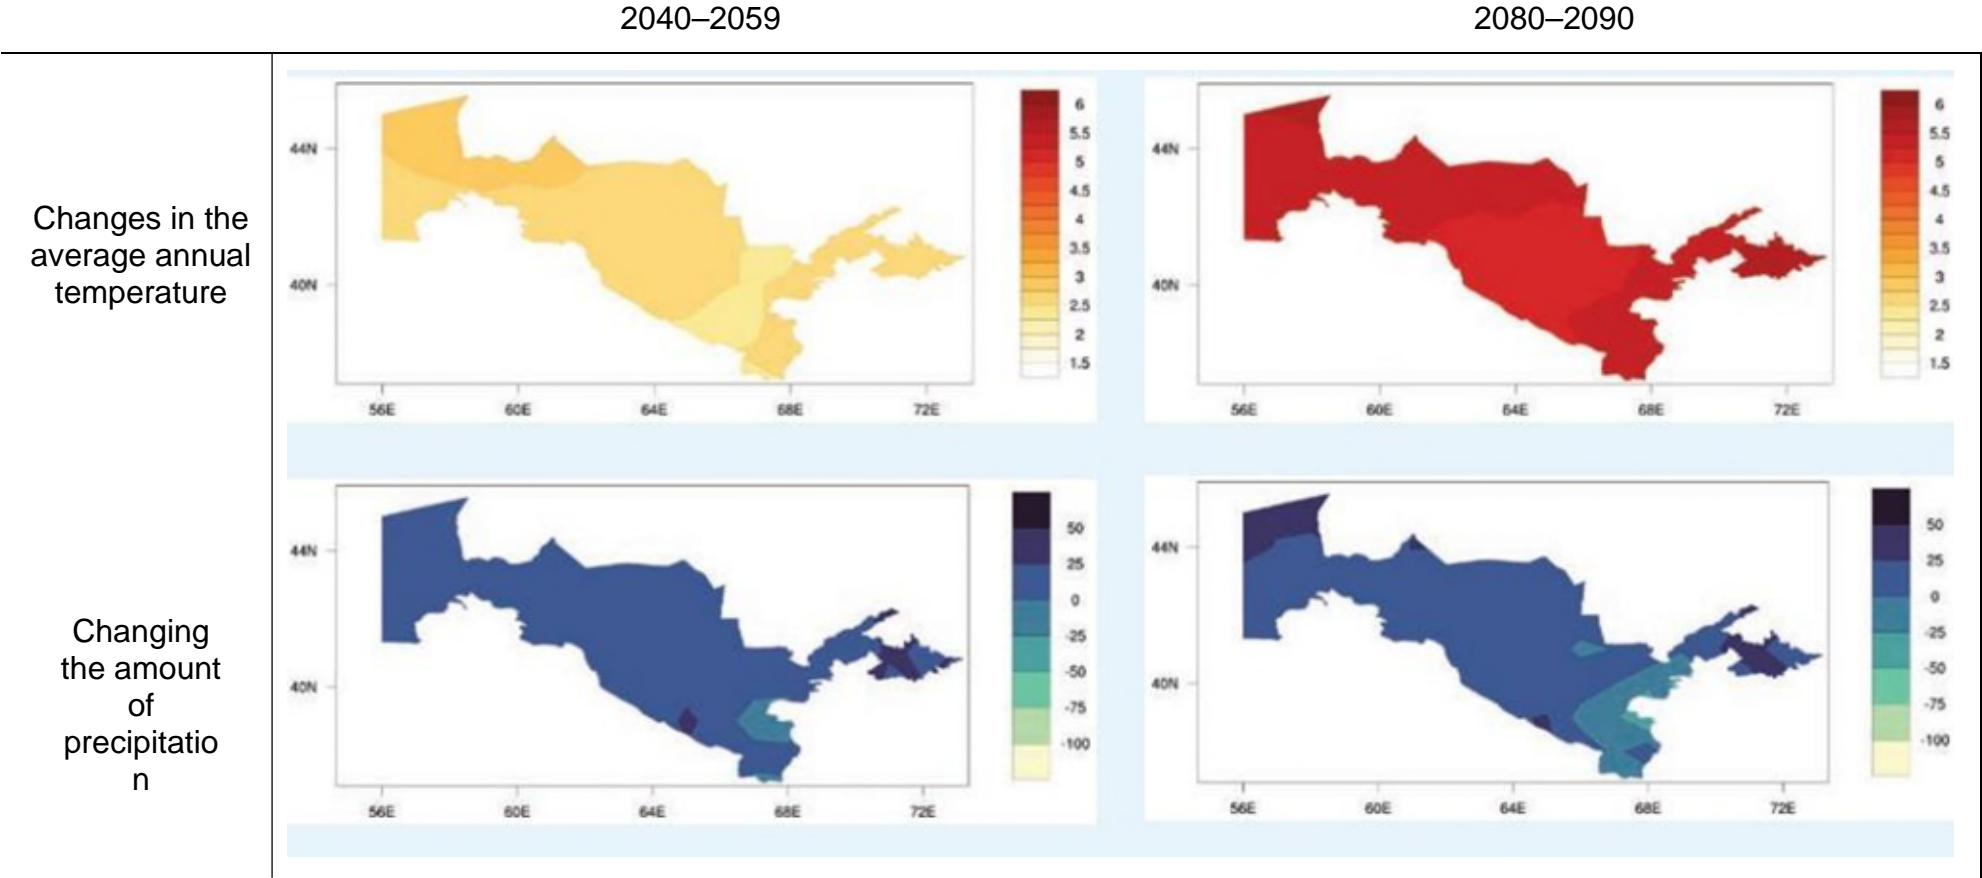 2040–2059
2080–2090
Changes in the
average annual
temperature
44N
40N
56E 60E 64E 68E 72E
6
5.5
5
4.5
4
3.5
3
2.5
2
1.5
44N
40N
56E 60E 64E 68E 72E
6
5.5
5
4.5
4
3.5
3
2.5
2
1.5
Changing
the amount
of
precipitatio
n
44N
40N
56E 60E 64E 68E 72E
50
25
0
-25
-50
-75
-100
44N
40N
56E 60E 64E 68E 72E
50
25
0
-25
-50
-75
-100